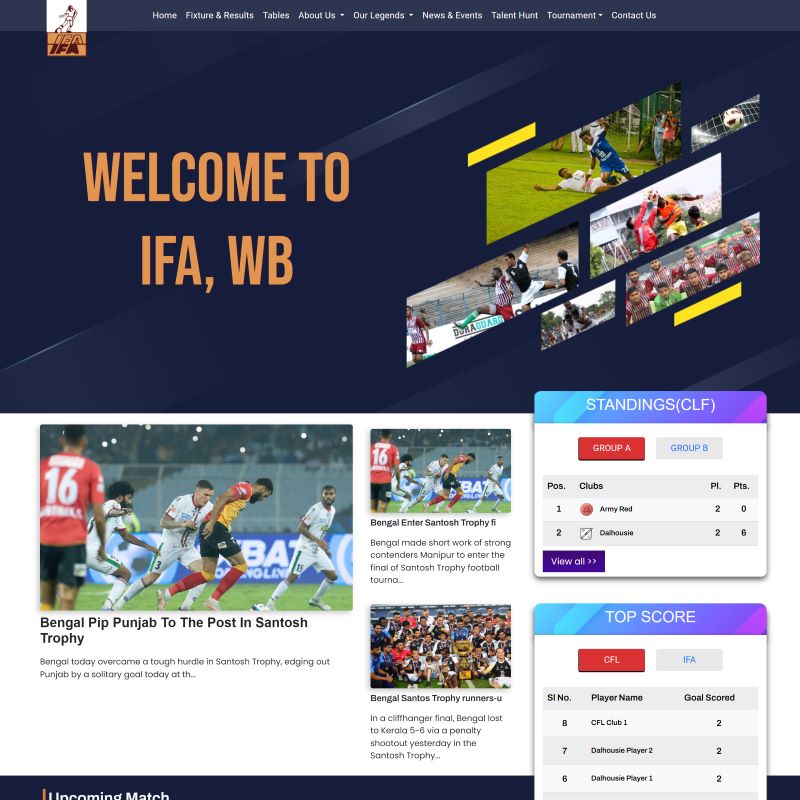 Home Fixture & Results Tables About Us Our Legends News & Events Talent Hunt Tournament Contact Us
IFA
WELCOME TO
IFA, WB
DURAGUARD
STANDINGS(CLF)
GROUP A GROUP B
Pos. Clubs Pl. Pts.
1 Army Red 2 0
2 Dalhousie 2 6
View all >>
16
3
15
Bengal Pip Punjab To The Post In Santosh
Trophy
Bengal today overcame a tough hurdle in Santosh Trophy, edging out
Punjab by a solitary goal today at th...
16
Bengal Enter Santosh Trophy fi
Bengal made short work of strong
contenders Manipur to enter the
final of Santosh Trophy football
tourna...
Bengal Santos Trophy runners-u
In a cliffhanger final, Bengal lost
to Kerala 5-6 via a penalty
shootout yesterday in the
Santosh Trophy...
TOP SCORE
CFL IFA
Sl No. Player Name Goal Scored
8 CFL Club 1 2
7 Dalhousie Player 2 2
6 Dalhousie Player 1 2
Upcoming Match